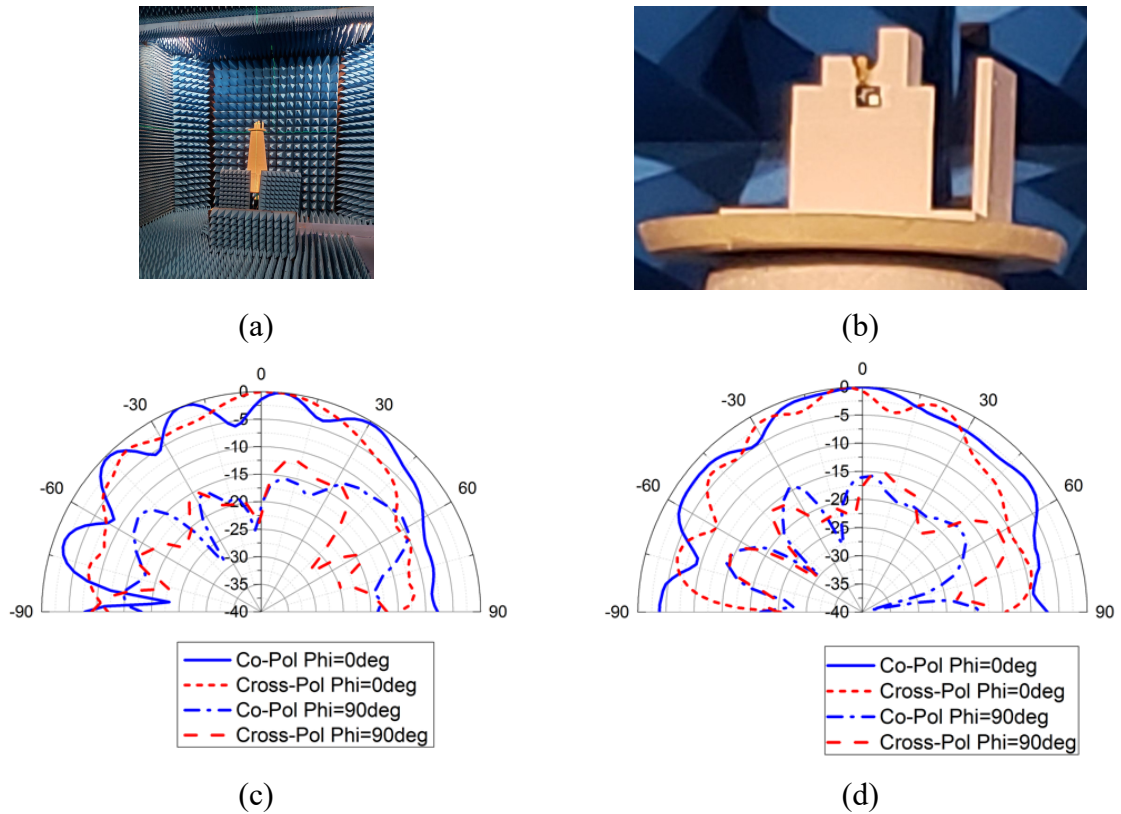 (a)
(b)
0
-30
30
-60
60
-90
90
0
-5
-10
-15
-20
-25
-30
-35
-40
Co-Pol Phi=0deg
Cross-Pol Phi=0deg
Co-Pol Phi=90deg
Cross-Pol Phi=90deg
(c)
0
-30
30
-60
60
-90
90
0
-5
-10
-15
-20
-25
-30
-35
-40
Co-Pol Phi=0deg
Cross-Pol Phi=0deg
Co-Pol Phi=90deg
Cross-Pol Phi=90deg
(d)